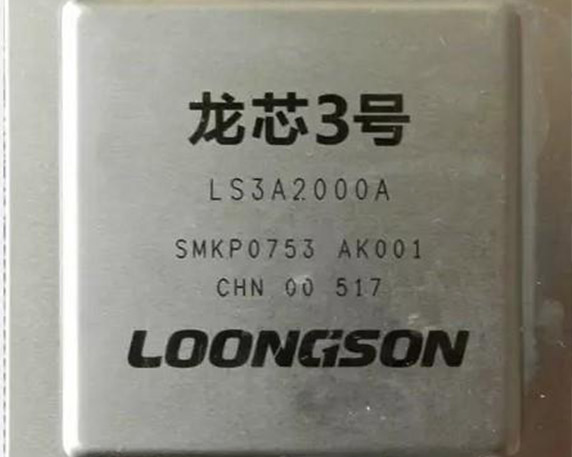 龙芯3号
LS3A2000A
SMKP0753 AK001
CHN 00 517
LOONGSON